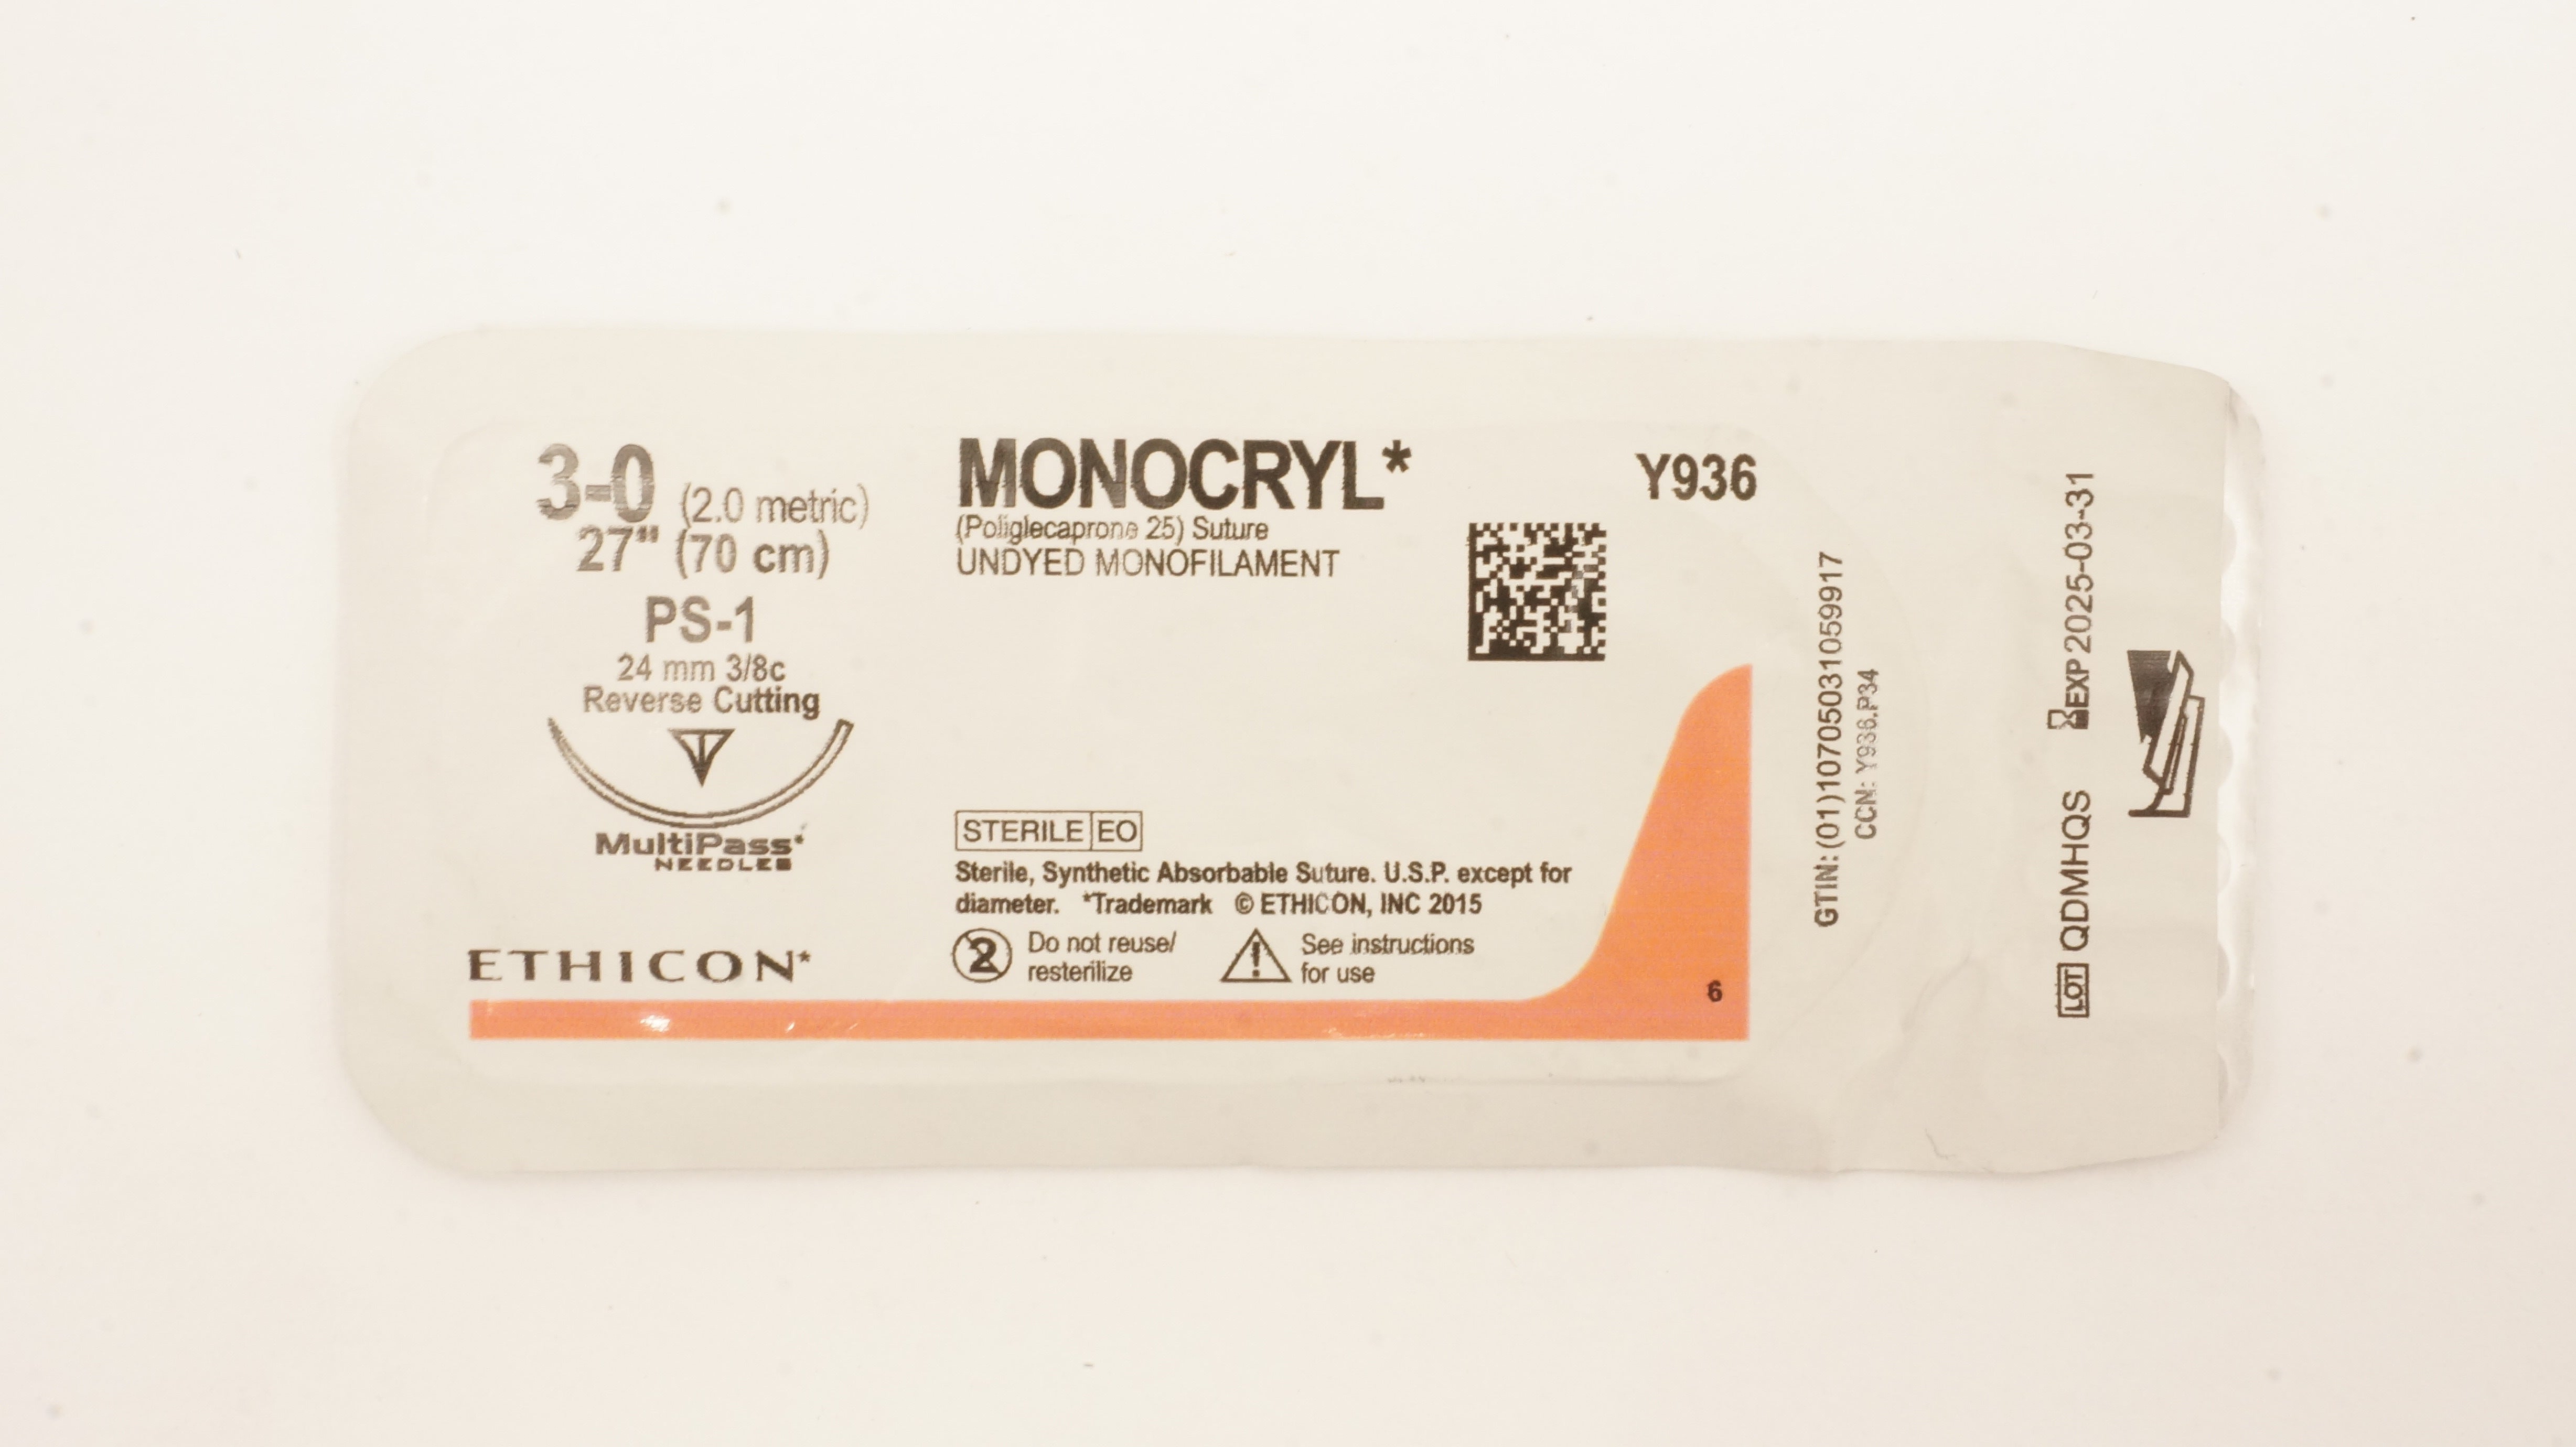 3-0 (2.0 metric)
27" (70 cm)
PS-1
24 mm 3/8c
Reverse Cutting
MultiPass*
NEEDLES
ETHICON*
MONOCRYL*
(Poliglecaprone 25) Suture
UNDYED MONOFILAMENT
STERILE EO
Sterile, Synthetic Absorbable Suture. U.S.P. except for
diameter. *Trademark © ETHICON, INC 2015
2 Do not reuse/
resterilize
! See instructions
for use
Y936
6
GTIN: (01)10705031059917
CCN: Y936.P34
LOT QDMHQS EXP 2025-03-31